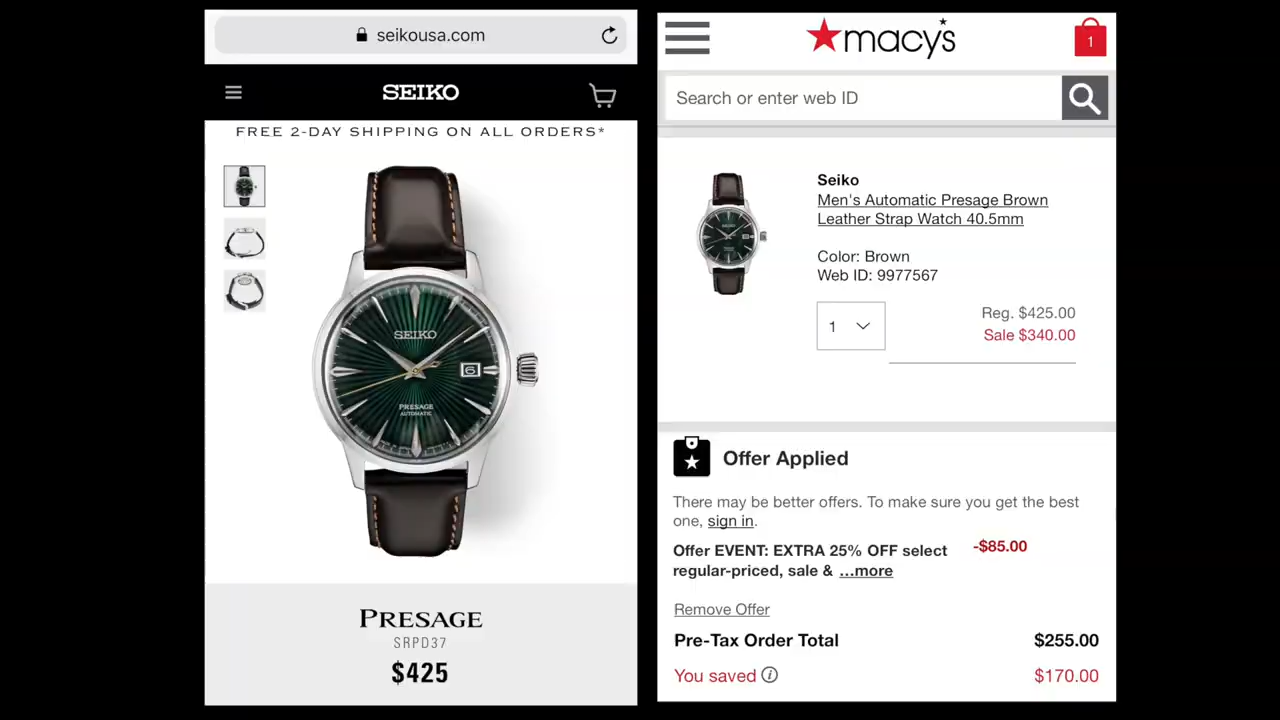 seikousa.com
SEIKO
FREE 2-DAY SHIPPING ON ALL ORDERS*
SEIKO
6
PRESAGE
AUTOMATIC
PRESAGE
SRPD37
$425
macy's
1
Search or enter web ID
Seiko
Men's Automatic Presage Brown
Leather Strap Watch 40.5mm
Color: Brown
Web ID: 9977567
1
Reg. $425.00
Sale $340.00
Offer Applied
There may be better offers. To make sure you get the best
one, sign in.
Offer EVENT: EXTRA 25% OFF select -$85.00
regular-priced, sale & ...more
Remove Offer
Pre-Tax Order Total $255.00
You saved $170.00